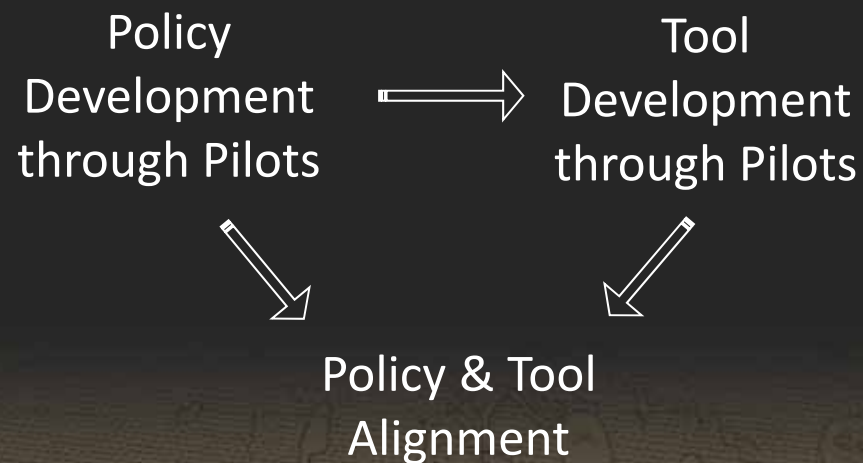 Policy
Development
through Pilots
Tool
Development
through Pilots
Policy & Tool
Alignment